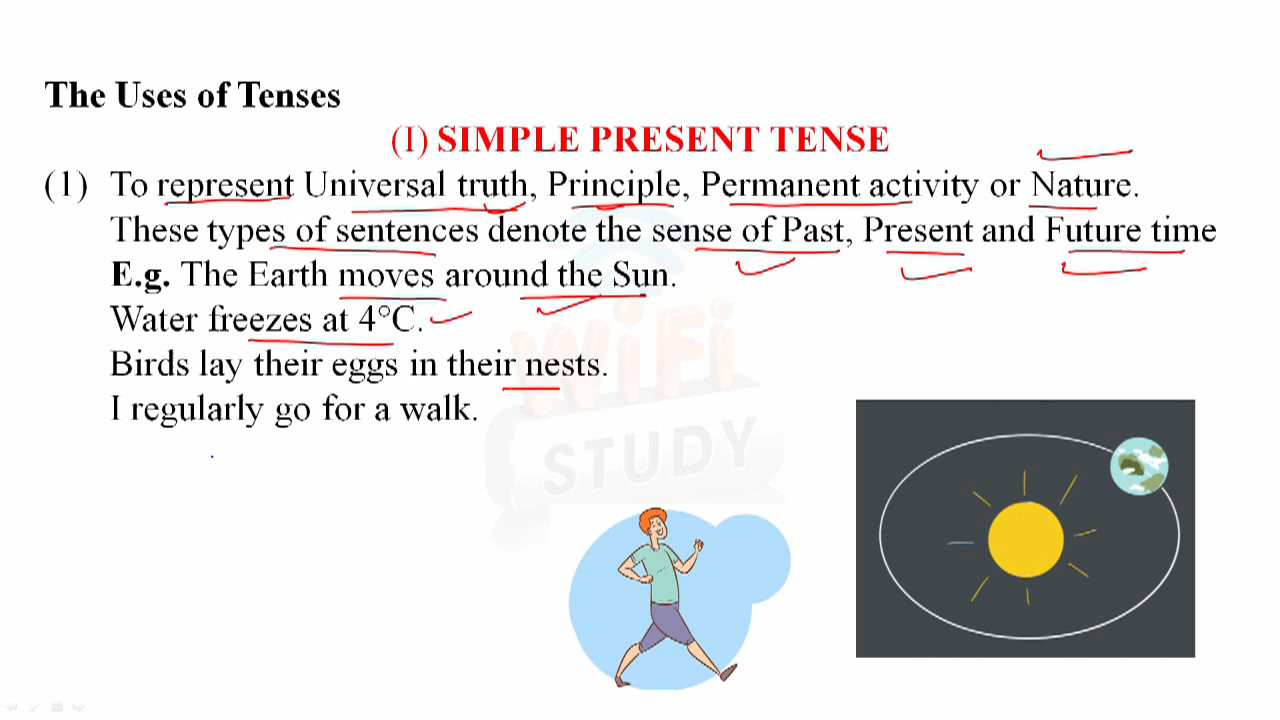 The Uses of Tenses
(I) SIMPLE PRESENT TENSE
(1) To represent Universal truth, Principle, Permanent activity or Nature.
These types of sentences denote the sense of Past, Present and Future time
E.g. The Earth moves around the Sun.
Water freezes at 4°C.
Birds lay their eggs in their nests.
I regularly go for a walk.
WiFi
STUDY